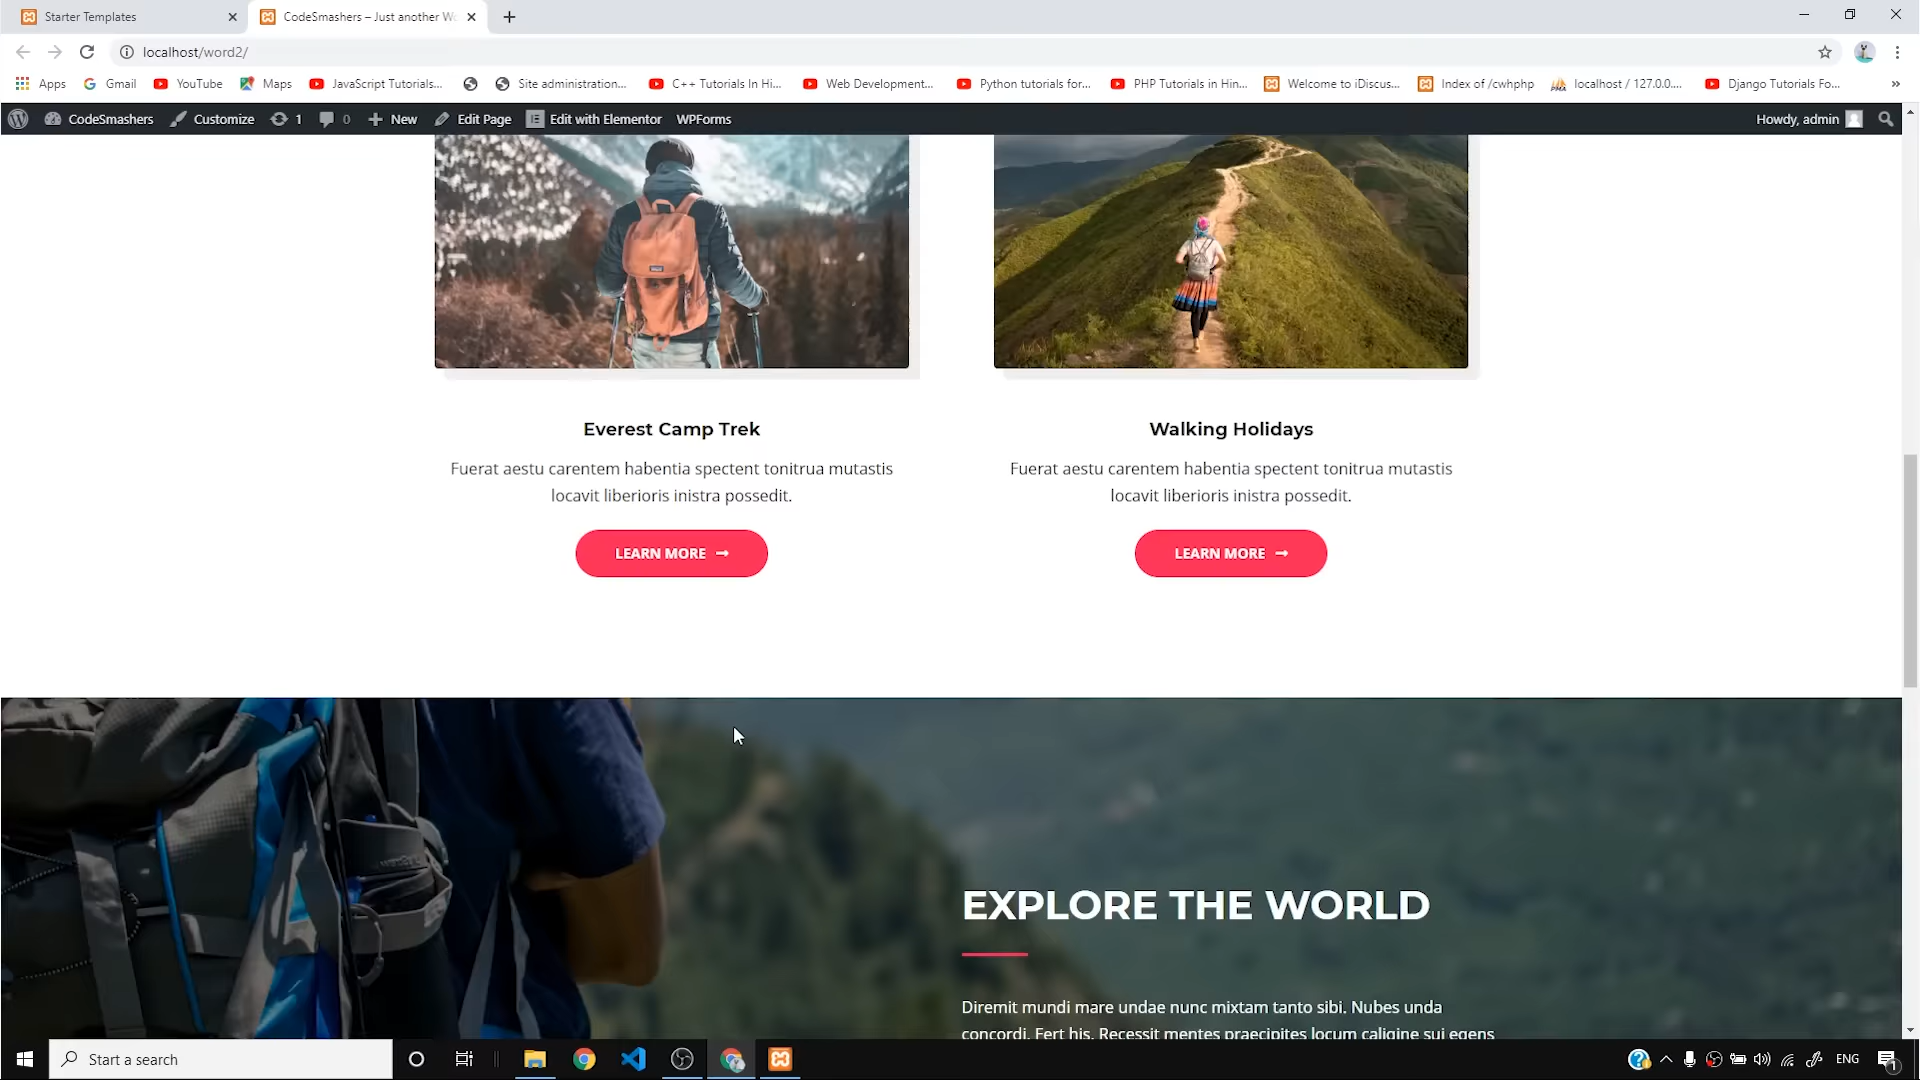 Starter Templates
CodeSmashers – Just another Wo
localhost/word2/
Apps
Gmail
YouTube
Maps
JavaScript Tutorials...
Site administration...
C++ Tutorials In Hi...
Web Development...
Python tutorials for...
PHP Tutorials in Hin...
Welcome to iDiscus...
Index of /cwhphp
localhost / 127.0.0....
Django Tutorials Fo...
»
CodeSmashers
Customize
1
0
New
Edit Page
Edit with Elementor
WPForms
Howdy, admin
Everest Camp Trek
Fuerat aestu carentem habentia spectent tonitrua mutastis
locavit liberioris inistra possedit.
LEARN MORE
Walking Holidays
Fuerat aestu carentem habentia spectent tonitrua mutastis
locavit liberioris inistra possedit.
LEARN MORE
EXPLORE THE WORLD
Diremit mundi mare undae nunc mixtam tanto sibi. Nubes unda
concordi. Fert his. Recessit mentes praecipites locum caligine sui egens
Start a search
ENG
1